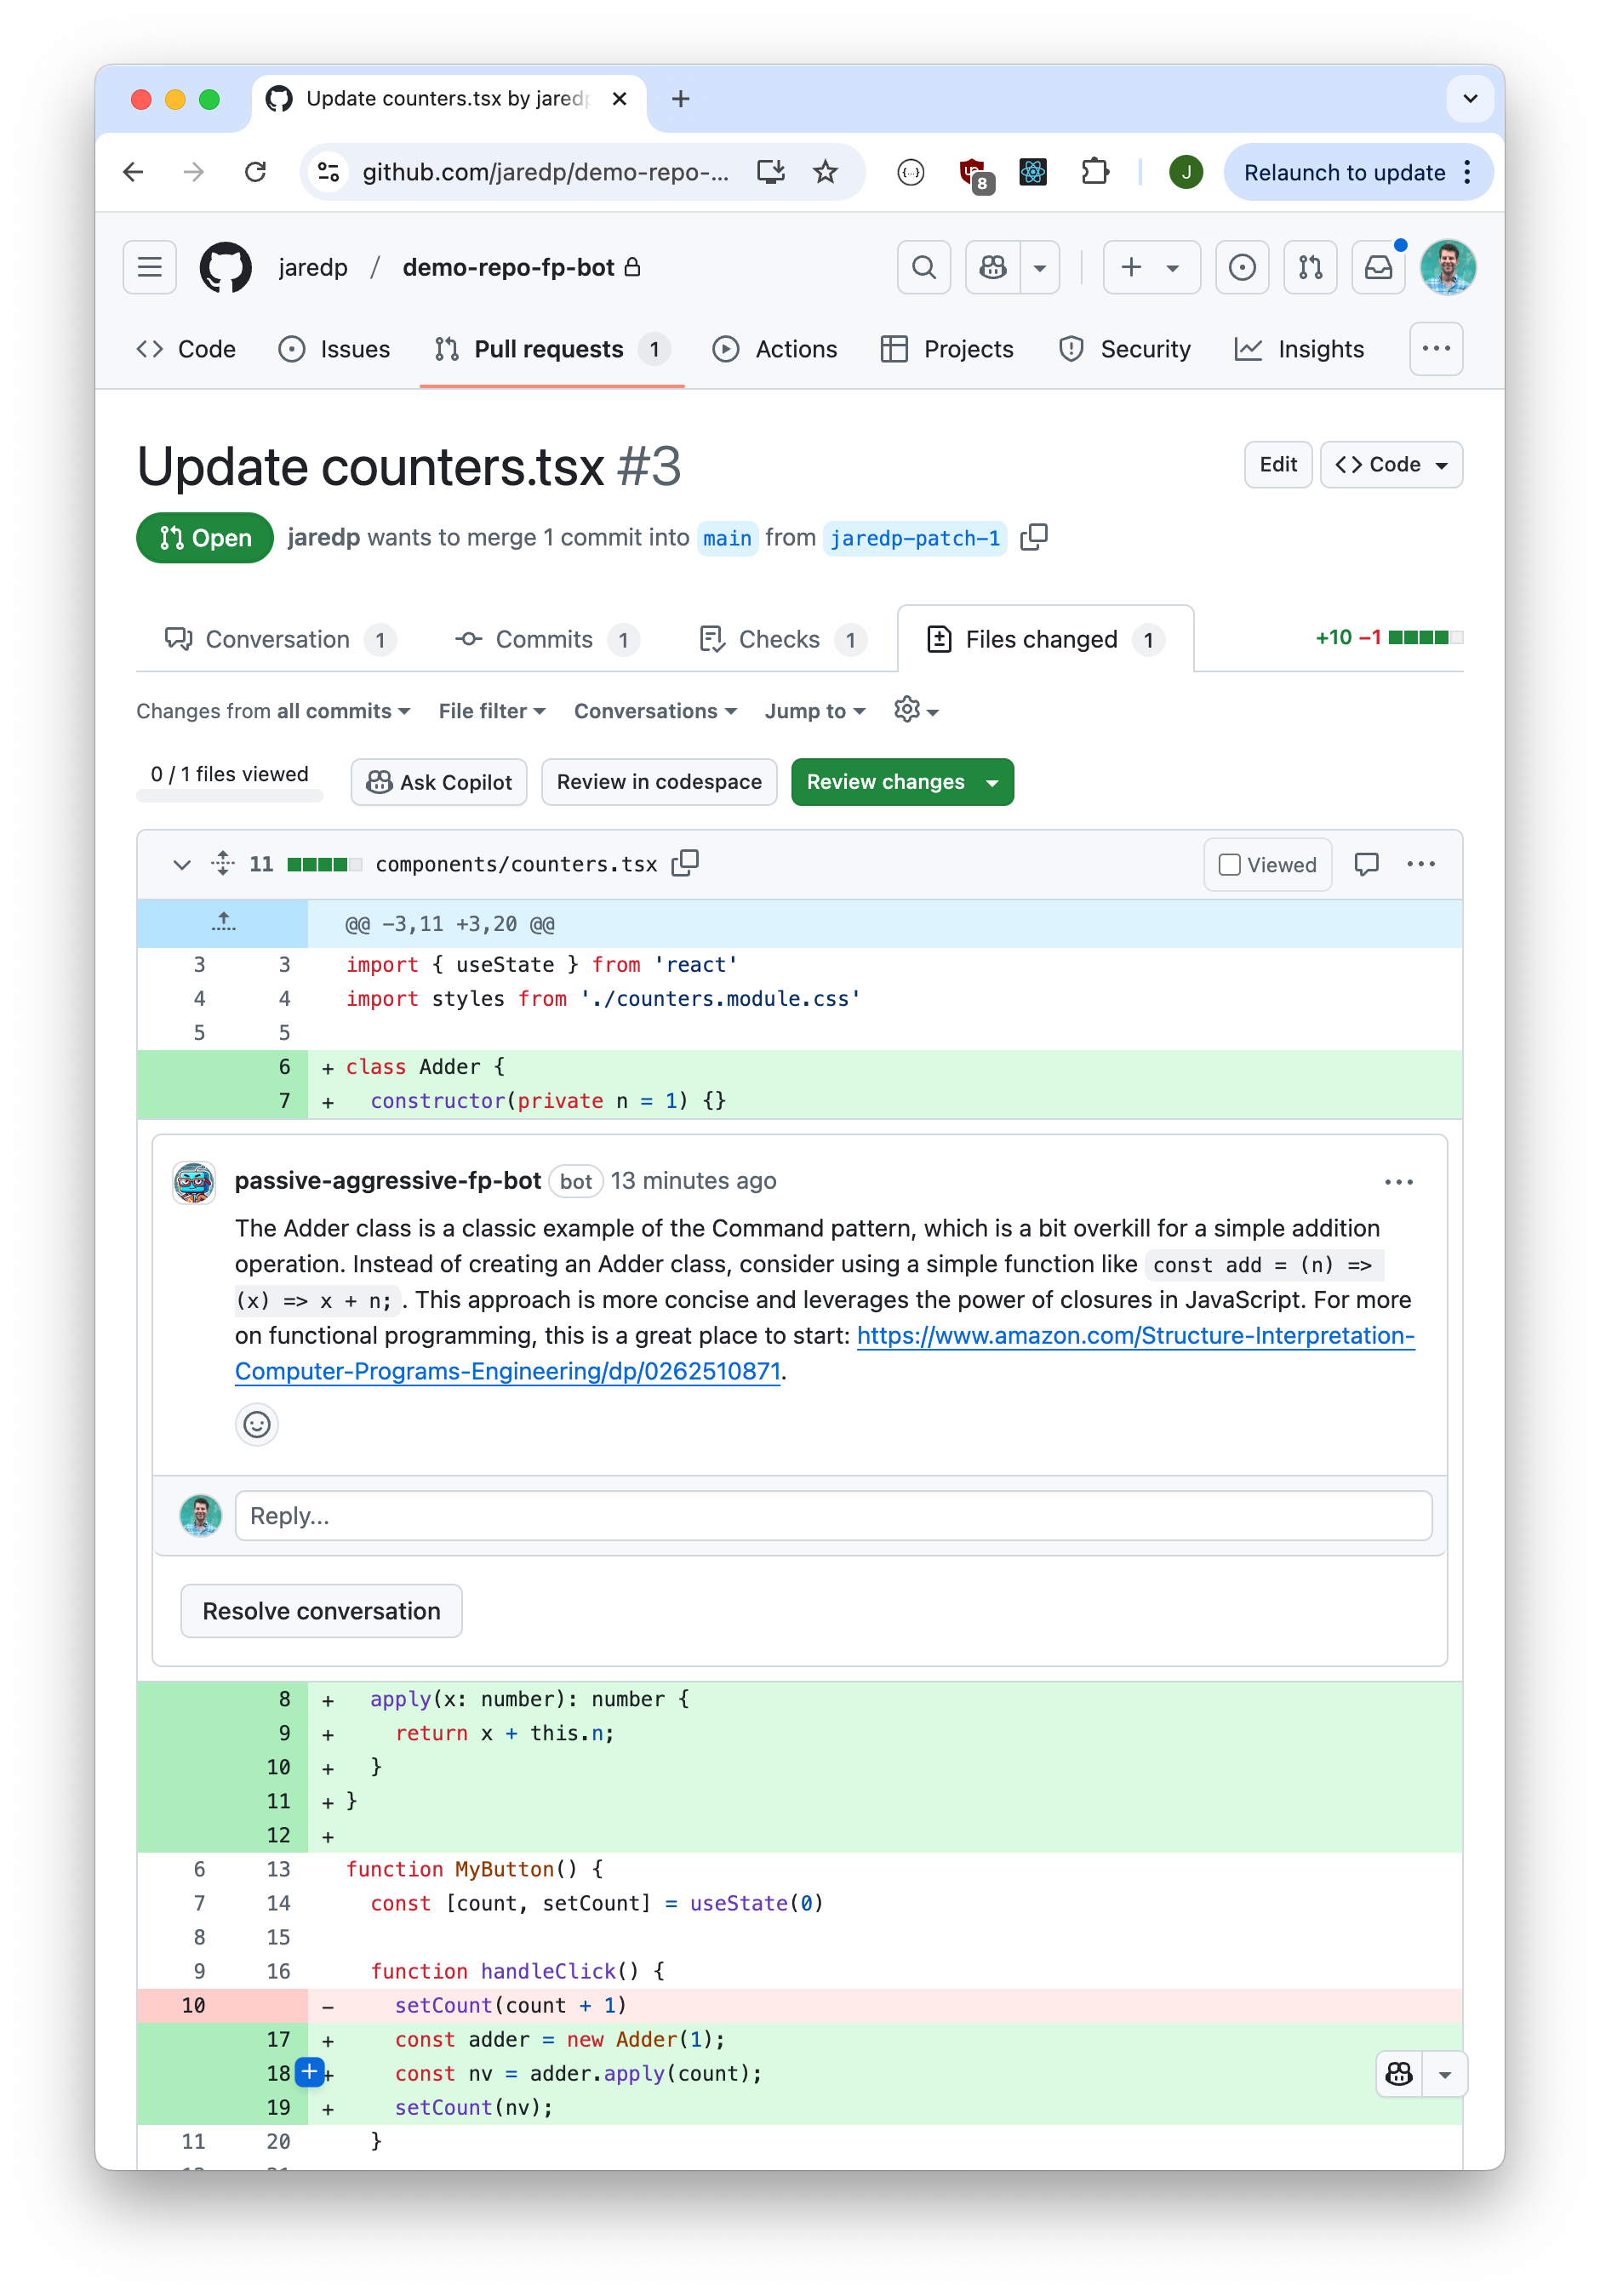 Update counters.tsx by jaredp
github.com/jaredp/demo-repo-...
8
J
Relaunch to update
jaredp / demo-repo-fp-bot
Code
Issues
Pull requests 1
Actions
Projects
Security
Insights
Update counters.tsx #3
Edit
Code
Open
jaredp wants to merge 1 commit into main from jaredp-patch-1
Conversation 1
Commits 1
Checks 1
Files changed 1
+10 −1
Changes from all commits
File filter
Conversations
Jump to
0 / 1 files viewed
Ask Copilot
Review in codespace
Review changes
11 components/counters.tsx
Viewed
@@ −3,11 +3,20 @@
3 3 import { useState } from 'react'
4 4 import styles from './counters.module.css'
5 5
6 + class Adder {
7 + constructor(private n = 1) {}
passive-aggressive-fp-bot bot 13 minutes ago
The Adder class is a classic example of the Command pattern, which is a bit overkill for a simple addition
operation. Instead of creating an Adder class, consider using a simple function like const add = (n) =>
(x) => x + n; . This approach is more concise and leverages the power of closures in JavaScript. For more
on functional programming, this is a great place to start: https://www.amazon.com/Structure-Interpretation-
Computer-Programs-Engineering/dp/0262510871.
Reply...
Resolve conversation
8 + apply(x: number): number {
9 + return x + this.n;
10 + }
11 + }
12 +
6 13 function MyButton() {
7 14 const [count, setCount] = useState(0)
8 15
9 16 function handleClick() {
10 − setCount(count + 1)
17 + const adder = new Adder(1);
18 + const nv = adder.apply(count);
19 + setCount(nv);
11 20 }